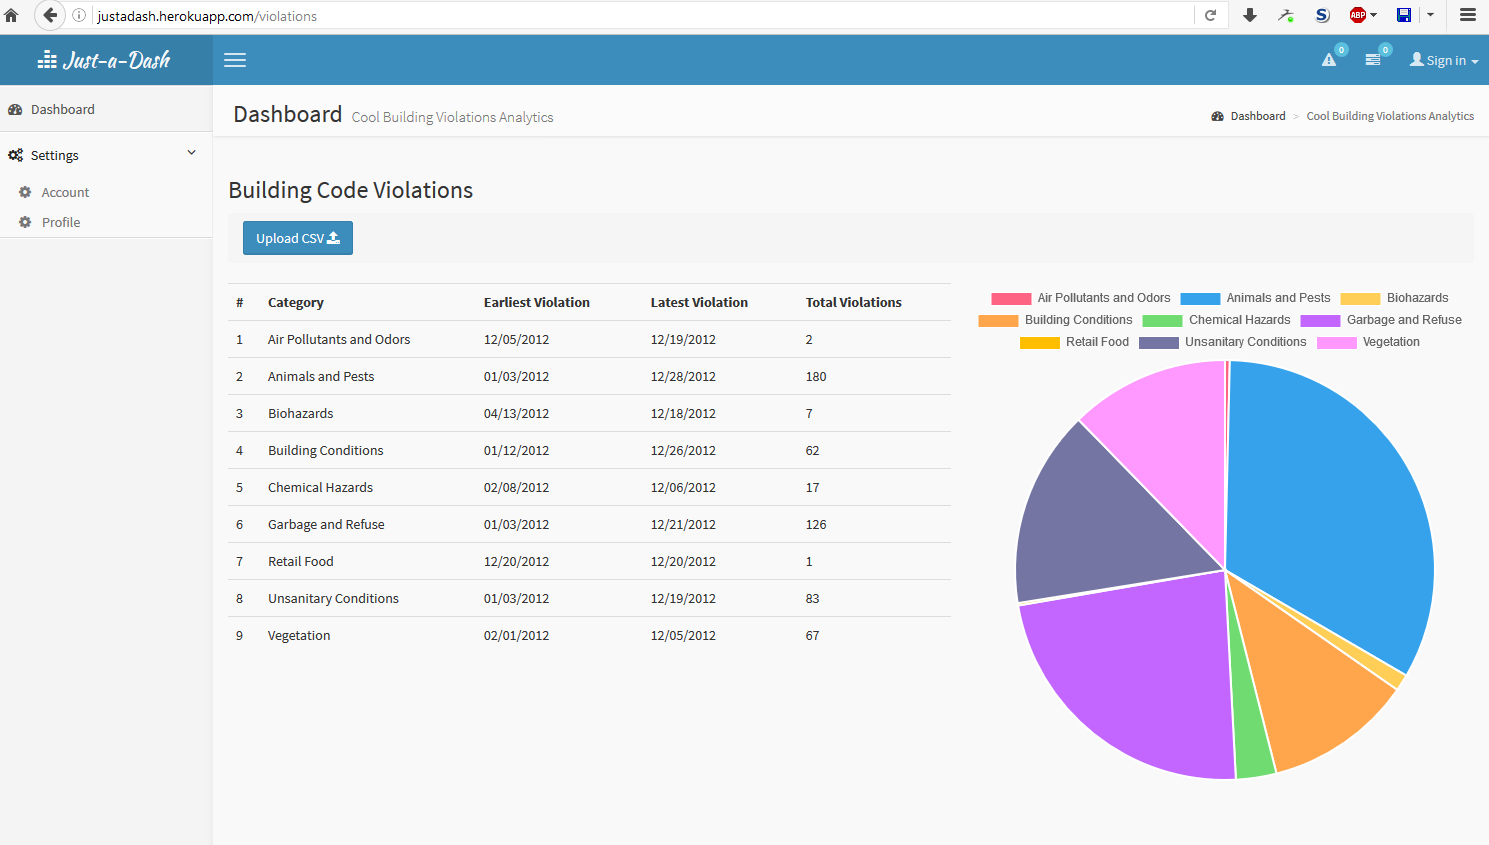 justadash.herokuapp.com/violations
S
ABP
Just-a-Dash
0
0
Sign in
Dashboard
Settings
Account
Profile
Dashboard Cool Building Violations Analytics
Dashboard > Cool Building Violations Analytics
Building Code Violations
Upload CSV
# Category Earliest Violation Latest Violation Total Violations
1 Air Pollutants and Odors 12/05/2012 12/19/2012 2
2 Animals and Pests 01/03/2012 12/28/2012 180
3 Biohazards 04/13/2012 12/18/2012 7
4 Building Conditions 01/12/2012 12/26/2012 62
5 Chemical Hazards 02/08/2012 12/06/2012 17
6 Garbage and Refuse 01/03/2012 12/21/2012 126
7 Retail Food 12/20/2012 12/20/2012 1
8 Unsanitary Conditions 01/03/2012 12/19/2012 83
9 Vegetation 02/01/2012 12/05/2012 67
Air Pollutants and Odors Animals and Pests Biohazards
Building Conditions Chemical Hazards Garbage and Refuse
Retail Food Unsanitary Conditions Vegetation